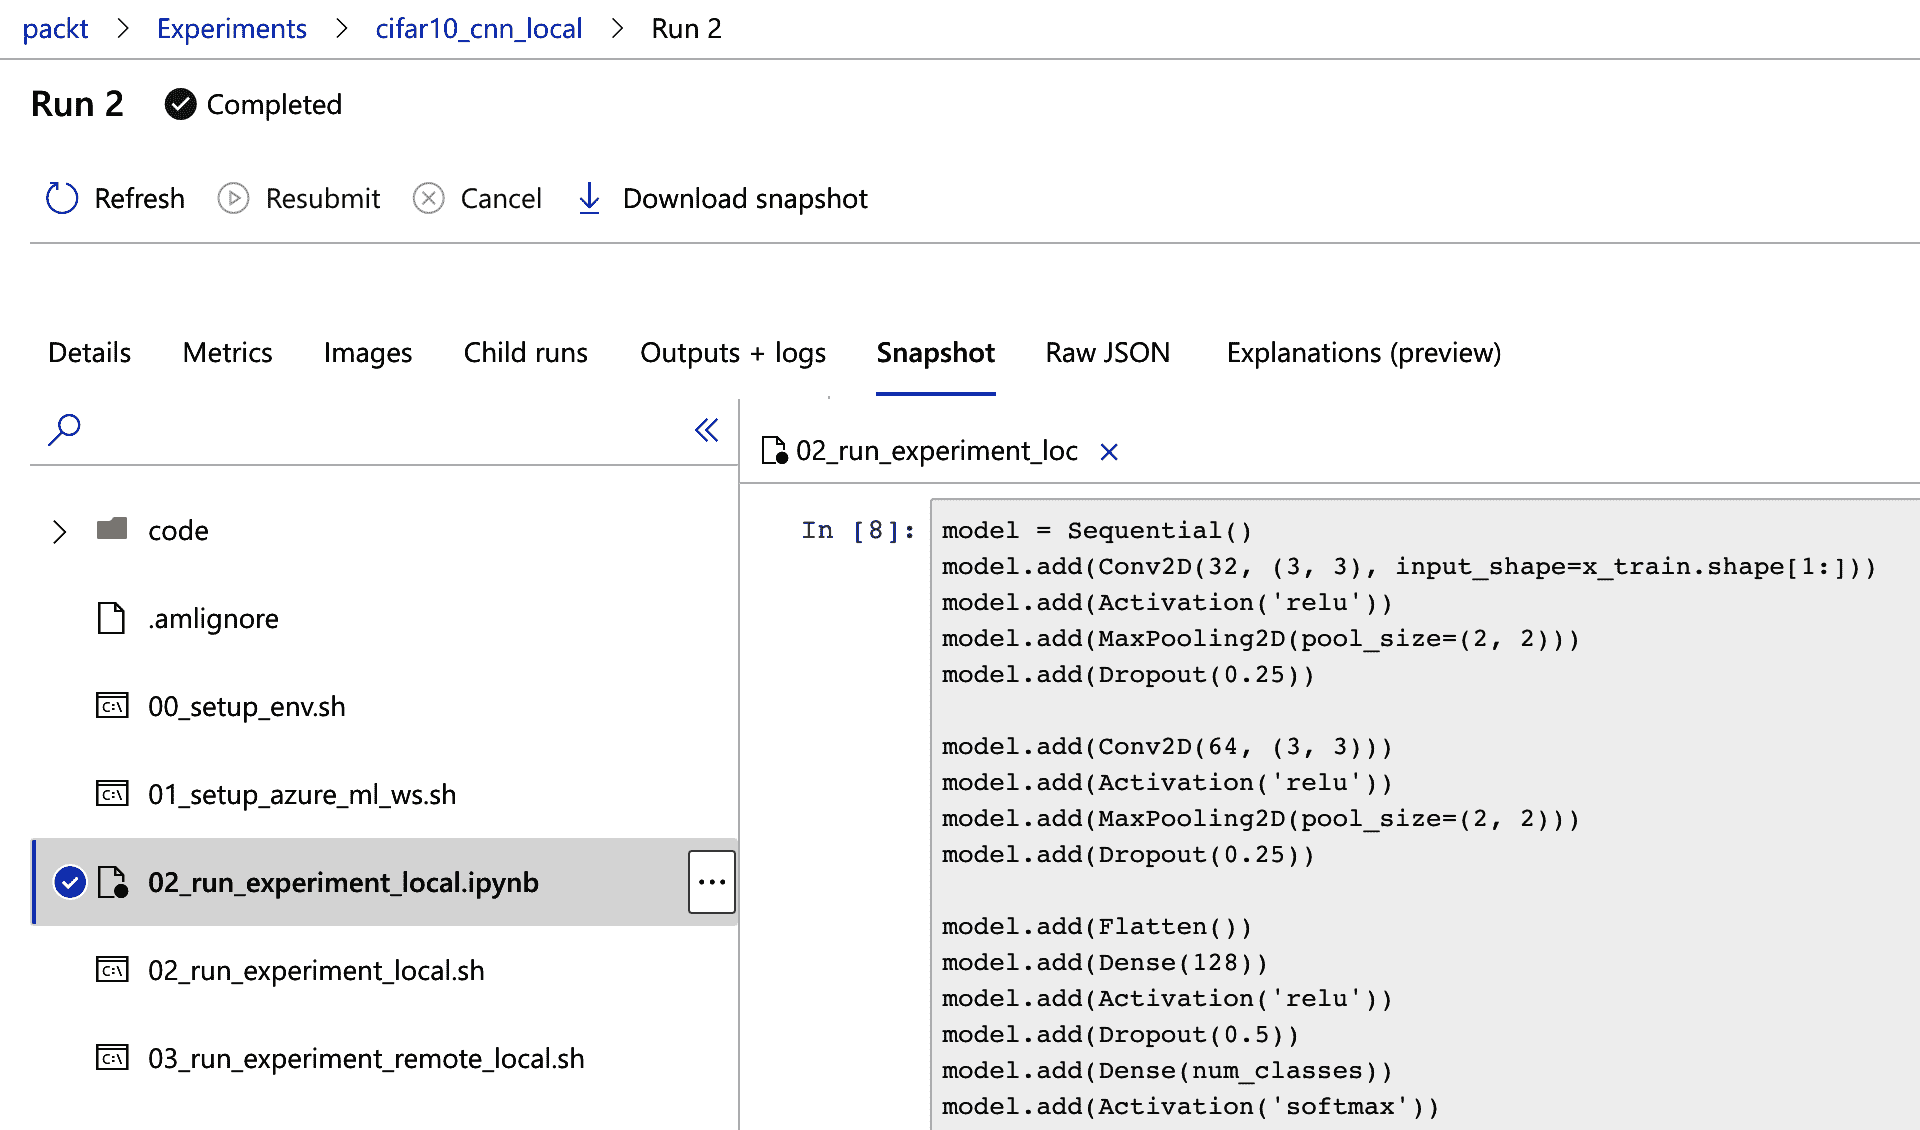 packt > Experiments > cifar10_cnn_local > Run 2
Run 2 Completed
Refresh Resubmit Cancel Download snapshot
Details Metrics Images Child runs Outputs + logs Snapshot Raw JSON Explanations (preview)
code
.amlignore
C:\ 00_setup_env.sh
C:\ 01_setup_azure_ml_ws.sh
02_run_experiment_local.ipynb ...
C:\ 02_run_experiment_local.sh
C:\ 03_run_experiment_remote_local.sh
02_run_experiment_loc
In [8]:
model = Sequential()
model.add(Conv2D(32, (3, 3), input_shape=x_train.shape[1:]))
model.add(Activation('relu'))
model.add(MaxPooling2D(pool_size=(2, 2)))
model.add(Dropout(0.25))
model.add(Conv2D(64, (3, 3)))
model.add(Activation('relu'))
model.add(MaxPooling2D(pool_size=(2, 2)))
model.add(Dropout(0.25))
model.add(Flatten())
model.add(Dense(128))
model.add(Activation('relu'))
model.add(Dropout(0.5))
model.add(Dense(num_classes))
model.add(Activation('softmax'))